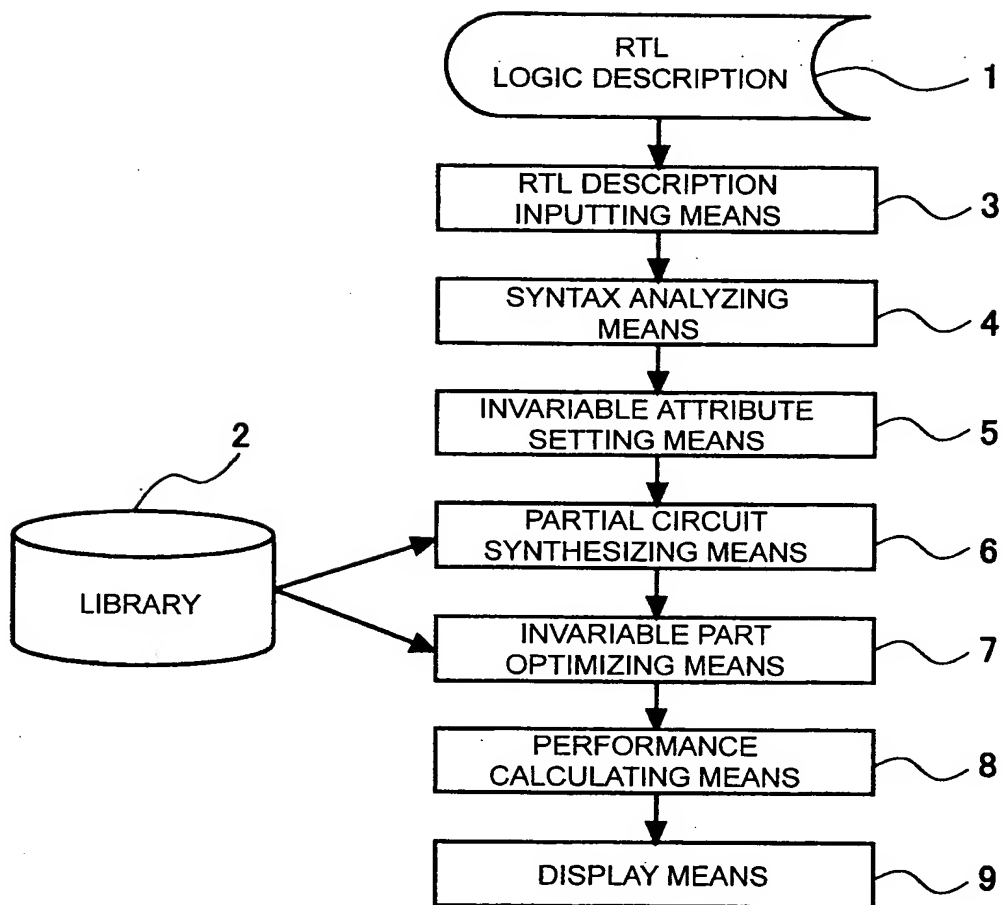 RTL
LOGIC DESCRIPTION
1
RTL DESCRIPTION
INPUTTING MEANS
3
SYNTAX ANALYZING
MEANS
4
INVARIABLE ATTRIBUTE
SETTING MEANS
5
2
LIBRARY
PARTIAL CIRCUIT
SYNTHESIZING MEANS
6
INVARIABLE PART
OPTIMIZING MEANS
7
PERFORMANCE
CALCULATING MEANS
8
DISPLAY MEANS
9